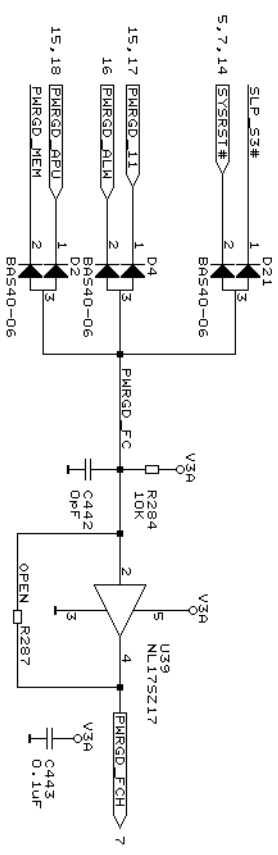 5,7,14
SLP_S3#
SYSRST#
1
2
D21
3
BAS40-06
15,17
16
PWRGD_11
PWRGD_ALW
1
2
D4
3
BAS40-06
15,18
PWRGD_APU
PWRGD_MEM
1
2
D2
3
BAS40-06
PWRGD_FC
V3A
R284
10K
C442
0pF
V3A
2
5
3
4
U39
NL17SZ17
OPEN
R287
PWRGD_FCH
7
V3A
C443
0.1uF